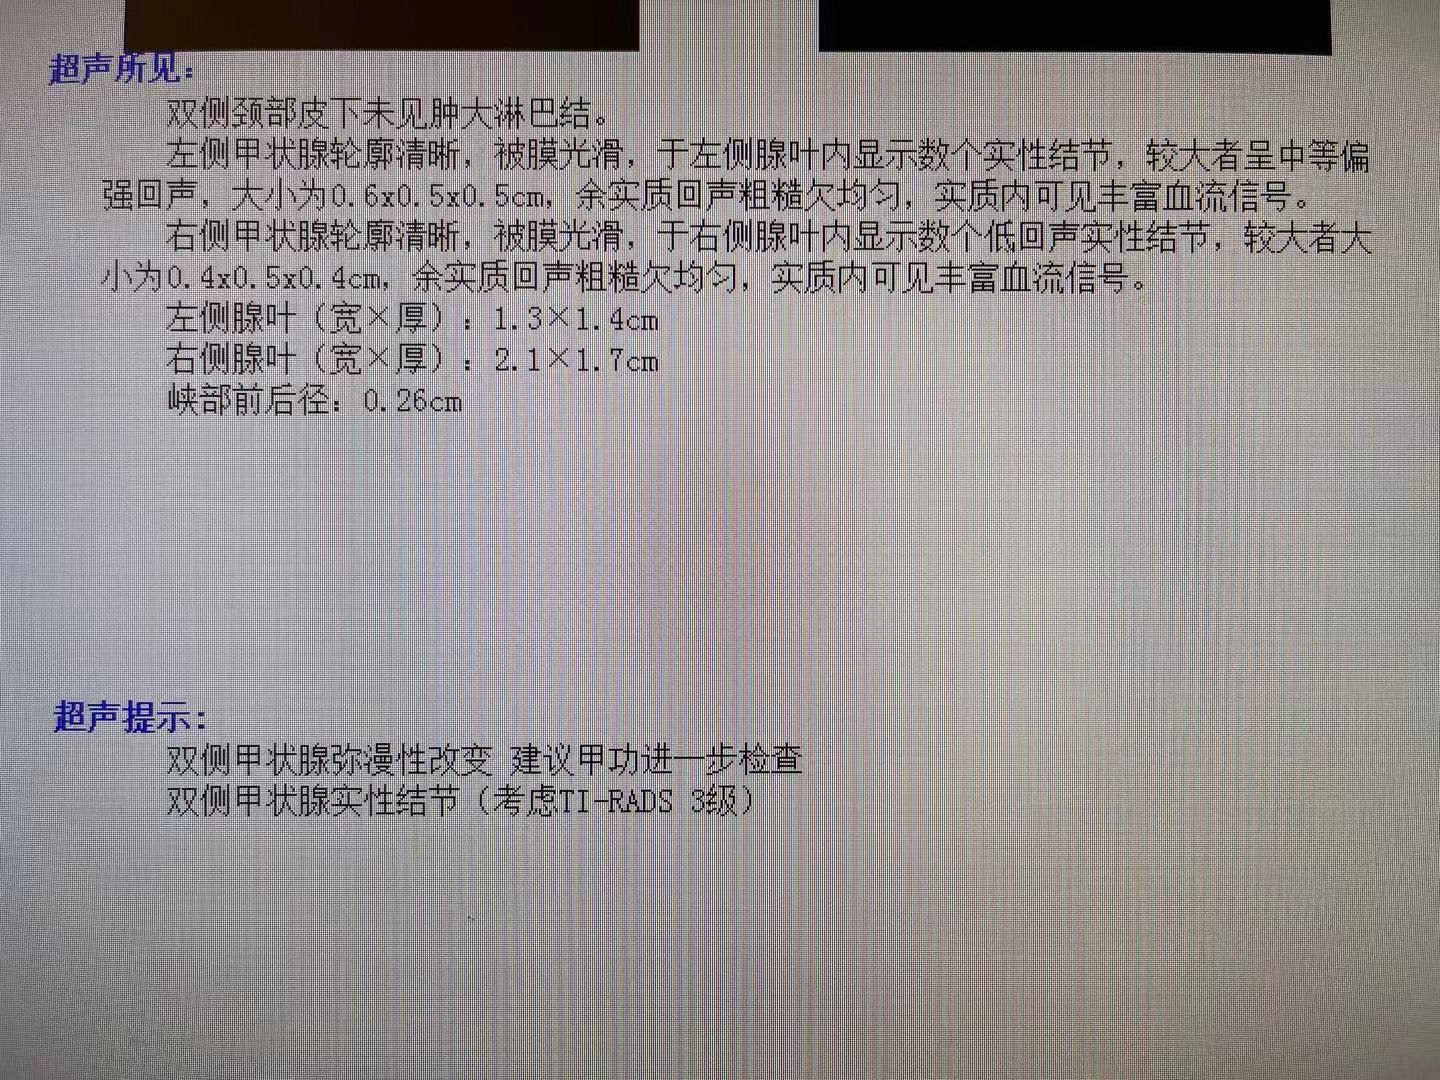 超声所见：
双侧颈部皮下未见肿大淋巴结。
左侧甲状腺轮廓清晰，被膜光滑，于左侧腺叶内显示数个实性结节，较大者呈中等偏
强回声，大小为0.6x0.5x0.5cm，余实质回声粗糙欠均匀，实质内可见丰富血流信号。
右侧甲状腺轮廓清晰，被膜光滑，于右侧腺叶内显示数个低回声实性结节，较大者大
小为0.4x0.5x0.4cm，余实质回声粗糙欠均匀，实质内可见丰富血流信号。
左侧腺叶（宽×厚）：1.3×1.4cm
右侧腺叶（宽×厚）：2.1×1.7cm
峡部前后径：0.26cm
超声提示：
双侧甲状腺弥漫性改变 建议甲功进一步检查
双侧甲状腺实性结节（考虑TI-RADS 3级）